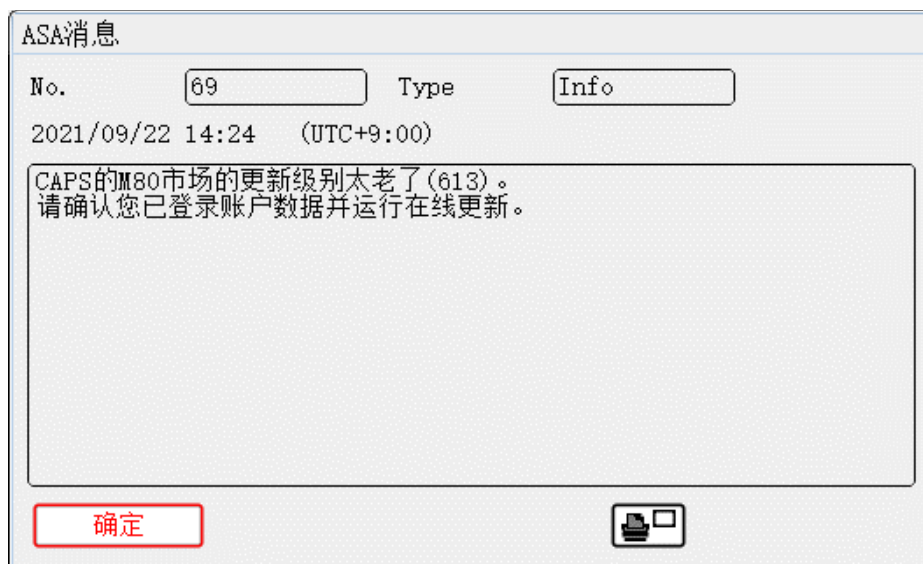 ASA消息
No. 69 Type Info
2021/09/22 14:24 (UTC+9:00)
CAPS的M80市场的更新级别太老了(613)。
请确认您已登录账户数据并运行在线更新。
确定